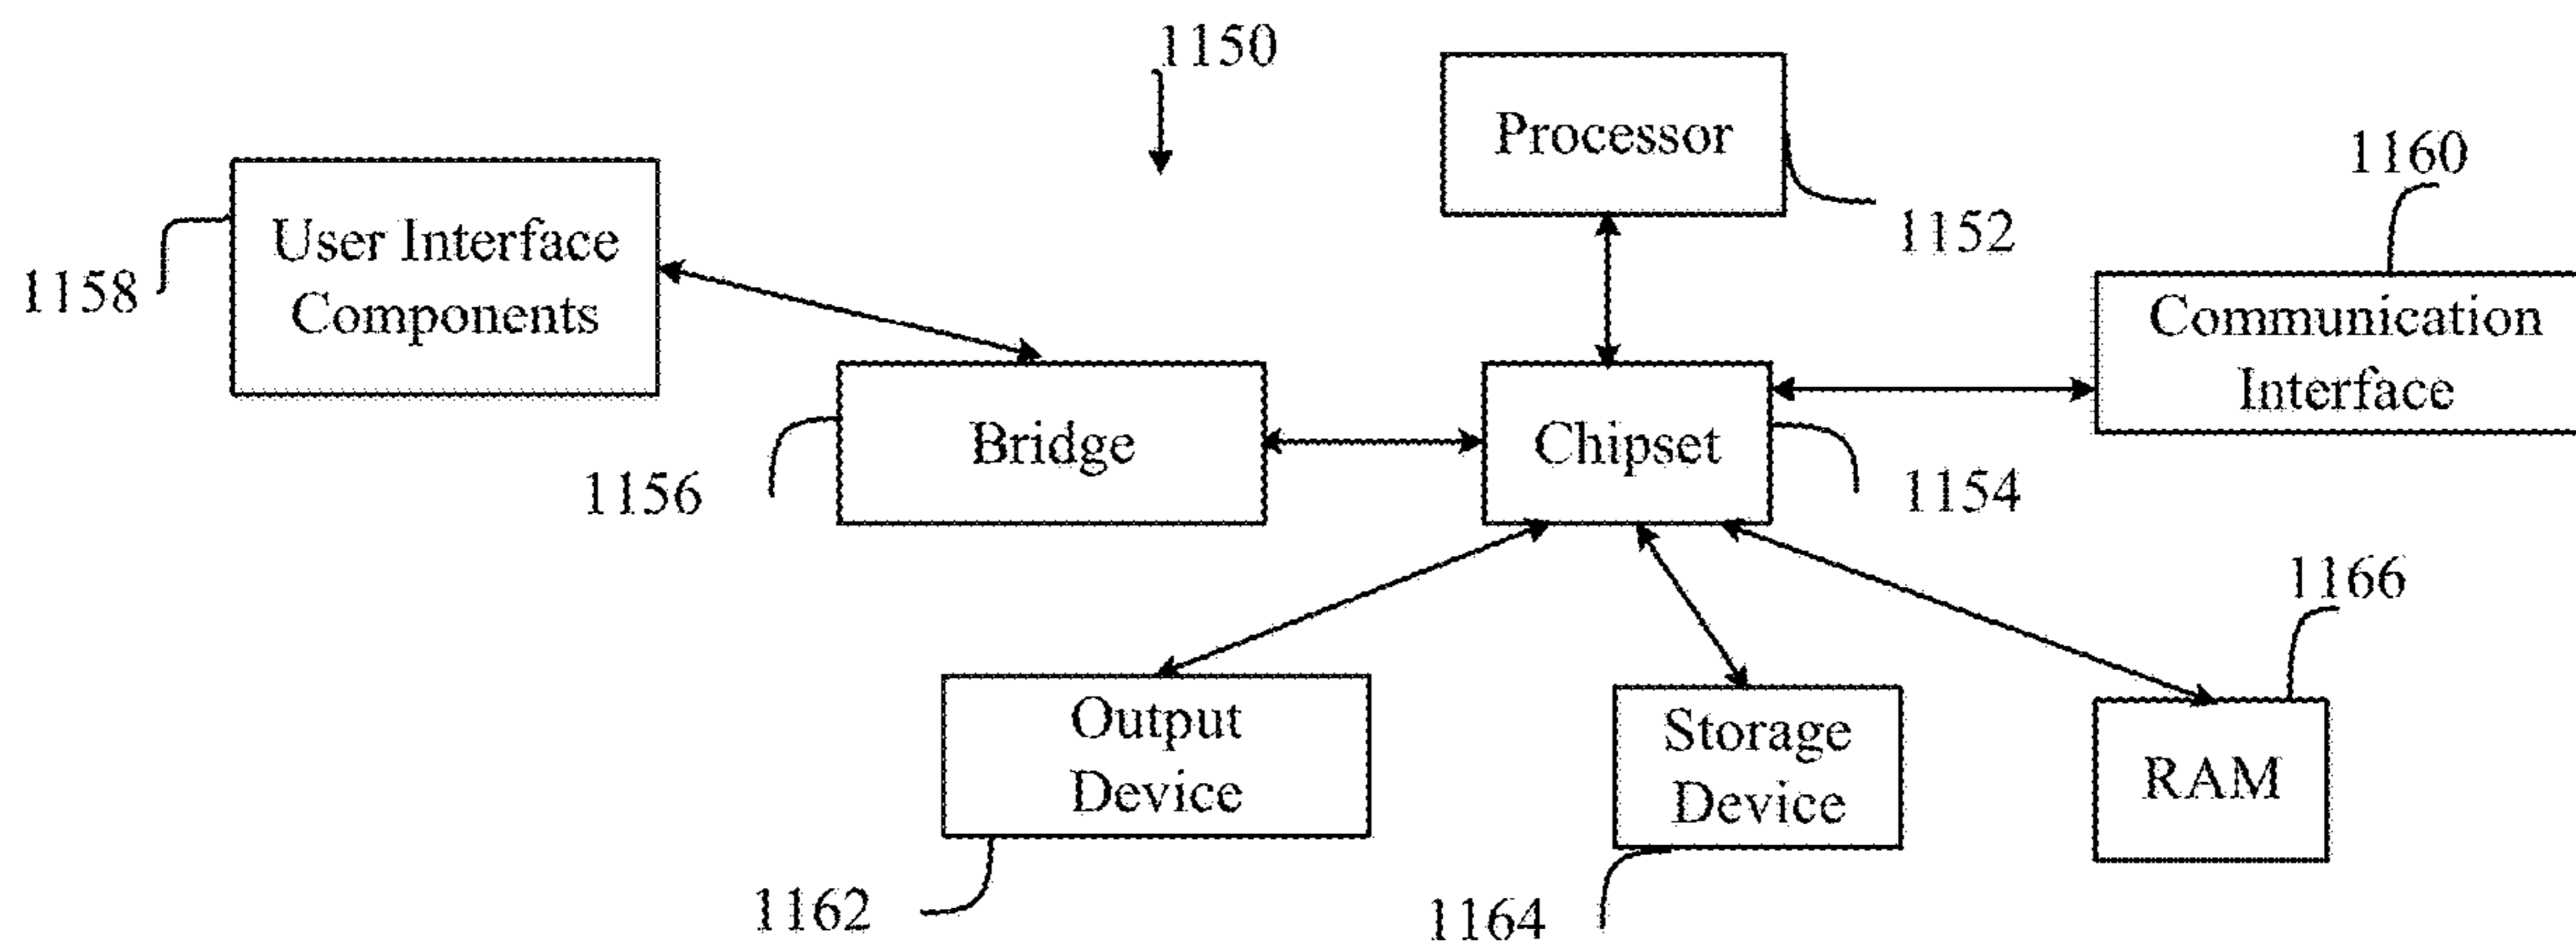 1150
Processor
1160
User Interface
Components
1152
1158
Communication
Interface
Bridge
Chipset
1156
1154
1166
Output
Device
Storage
Device
RAM
1162
1164